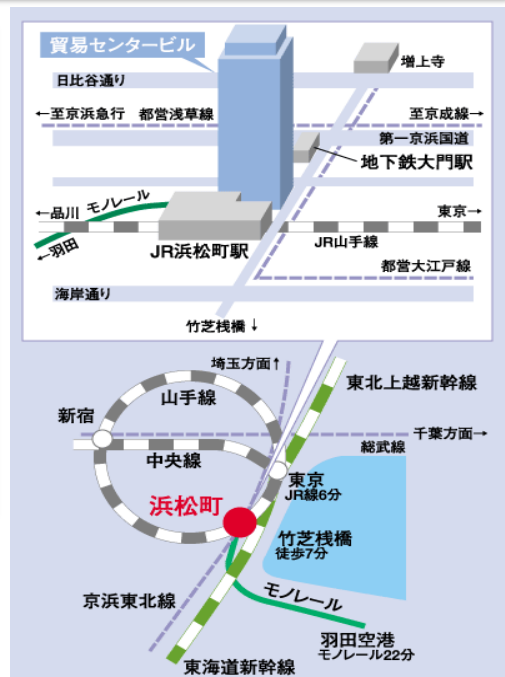 貿易センタービル
増上寺
日比谷通り
←至京浜急行 都営浅草線 至京成線→
第一京浜国道
地下鉄大門駅
←品川 モノレール 東京→
←羽田
JR浜松町駅 JR山手線
都営大江戸線
海岸通り
竹芝桟橋↓
埼玉方面↑
東北上越新幹線
山手線
新宿
千葉方面→
中央線
総武線
東京
JR線6分
浜松町
竹芝桟橋
徒歩7分
京浜東北線
モノレール
羽田空港
モノレール22分
東海道新幹線